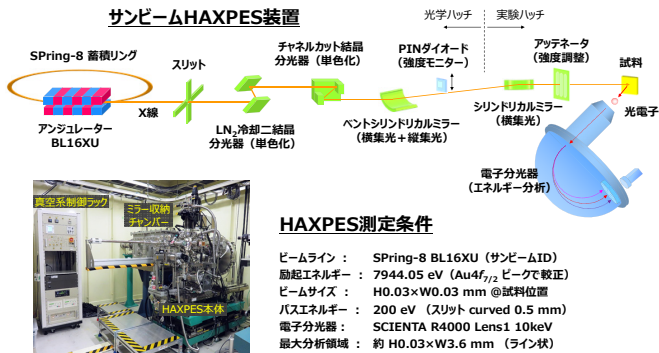 サンビームHAXPES装置
光学ハッチ
実験ハッチ
SPring-8 蓄積リング
スリット
チャネルカット結晶
分光器（単色化）
PINダイオード
（強度モニター）
アッテネータ
（強度調整）
試料
アンジュレーター
BL16XU
X線
LN2冷却二結晶
分光器（単色化）
ベントシリンドリカルミラー
（横集光＋縦集光）
シリンドリカルミラー
（横集光）
光電子
電子分光器
（エネルギー分析）
真空系制御ラック
ミラー収納
チャンバー
HAXPES本体
HAXPES測定条件
ビームライン： SPring-8 BL16XU（サンビームID）
励起エネルギー： 7944.05 eV（Au4f7/2 ピークで較正）
ビームサイズ： H0.03×W0.03 mm @試料位置
パスエネルギー： 200 eV （スリット curved 0.5 mm）
電子分光器： SCIENTA R4000 Lens1 10keV
最大分析領域： 約 H0.03×W3.6 mm （ライン状）